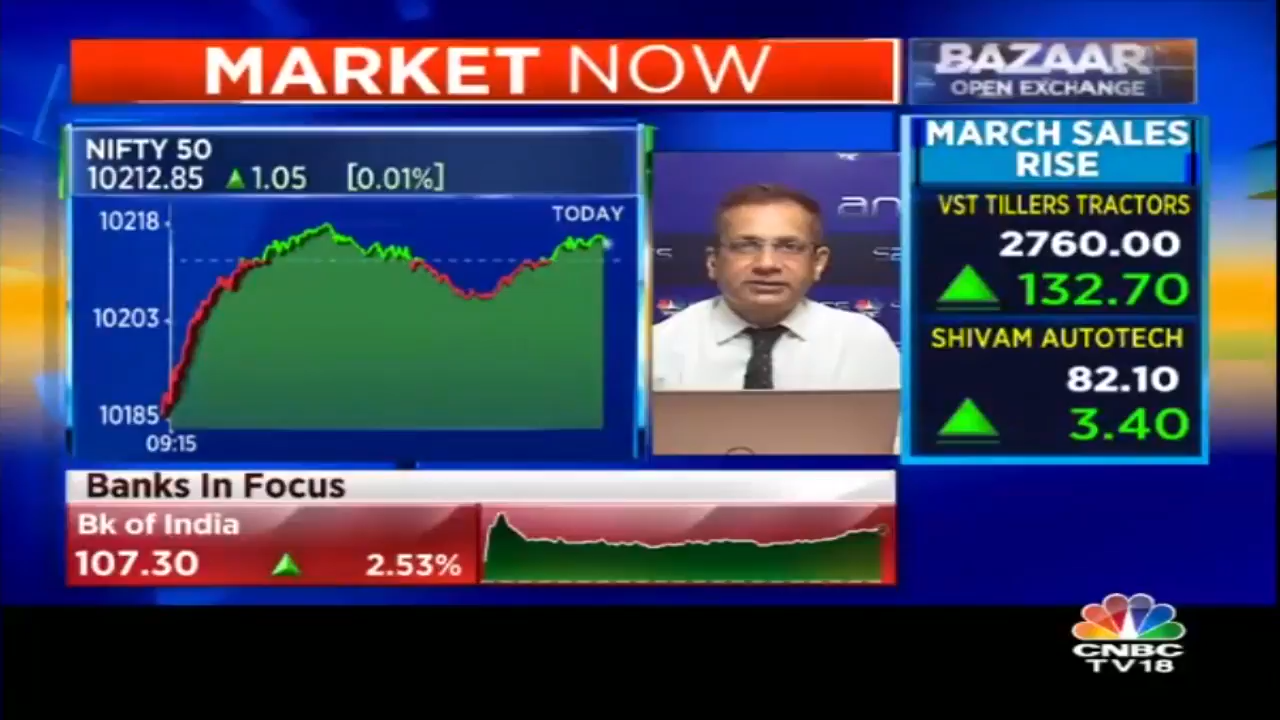 MARKET NOW
BAZAAR
OPEN EXCHANGE
NIFTY 50
10212.85 ▲ 1.05 [0.01%]
TODAY
10218
10203
10185
09:15
an
MARCH SALES
RISE
VST TILLERS TRACTORS
2760.00
▲ 132.70
SHIVAM AUTOTECH
82.10
▲ 3.40
Banks In Focus
Bk of India
107.30 ▲ 2.53%
CNBC
TV18